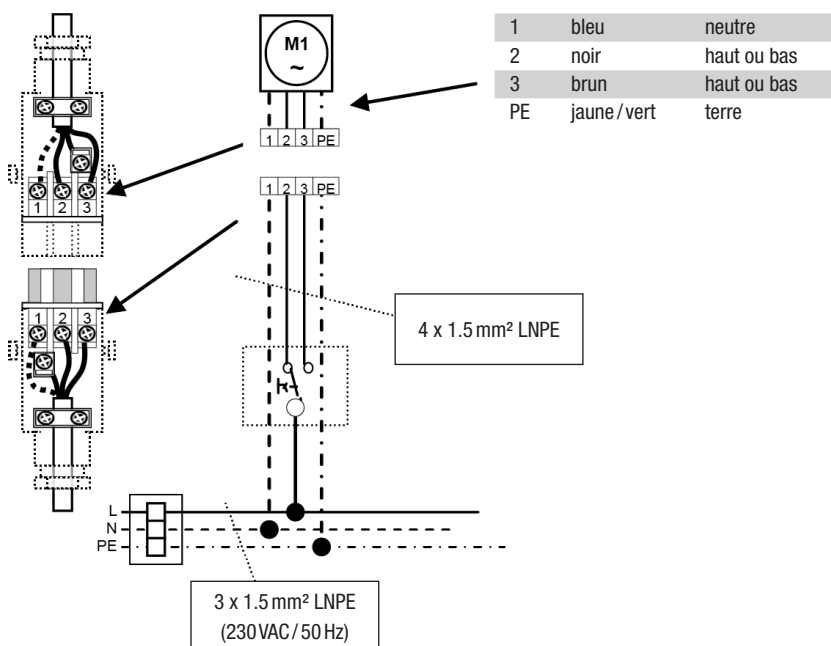 M1
~
1 bleu neutre
2 noir haut ou bas
3 brun haut ou bas
PE jaune/vert terre
1 2 3 PE
1 2 3 PE
1 2 3
1 2 3
4 x 1.5 mm² LNPE
L
N
PE
3 x 1.5 mm² LNPE
(230 VAC / 50 Hz)